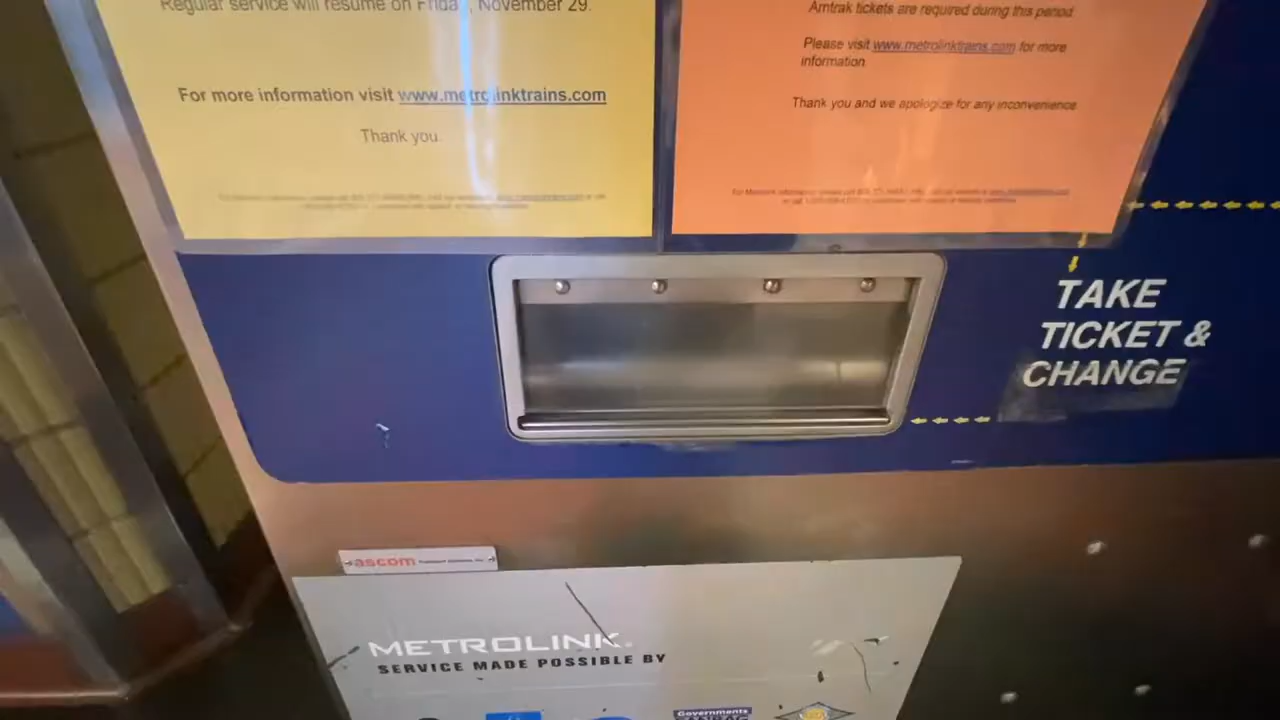 Regular service will resume on Friday, November 29.
For more information visit www.metrolinktrains.com
Thank you.
Amtrak tickets are required during this period
Please visit www.metrolinktrains.com for more
information
Thank you and we apologize for any inconvenience
TAKE
TICKET &
CHANGE
ascom
METROLINK
SERVICE MADE POSSIBLE BY
Governments